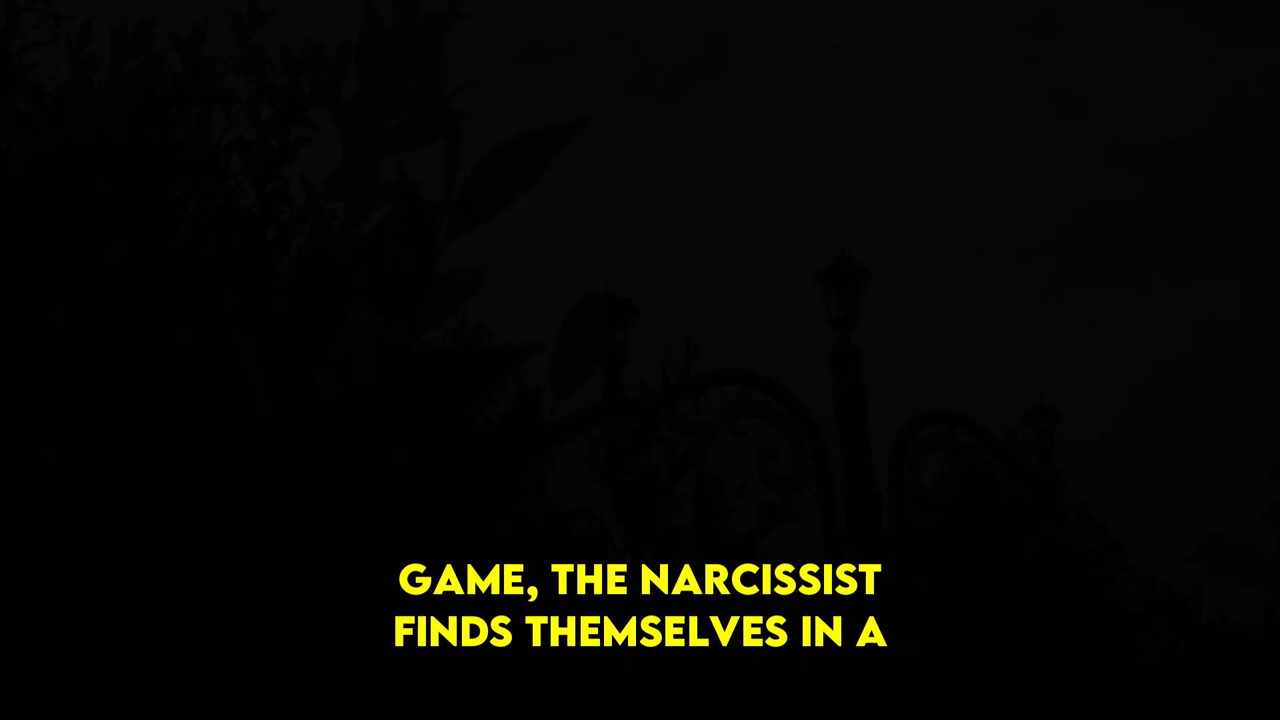 GAME, THE NARCISSIST
FINDS THEMSELVES IN A